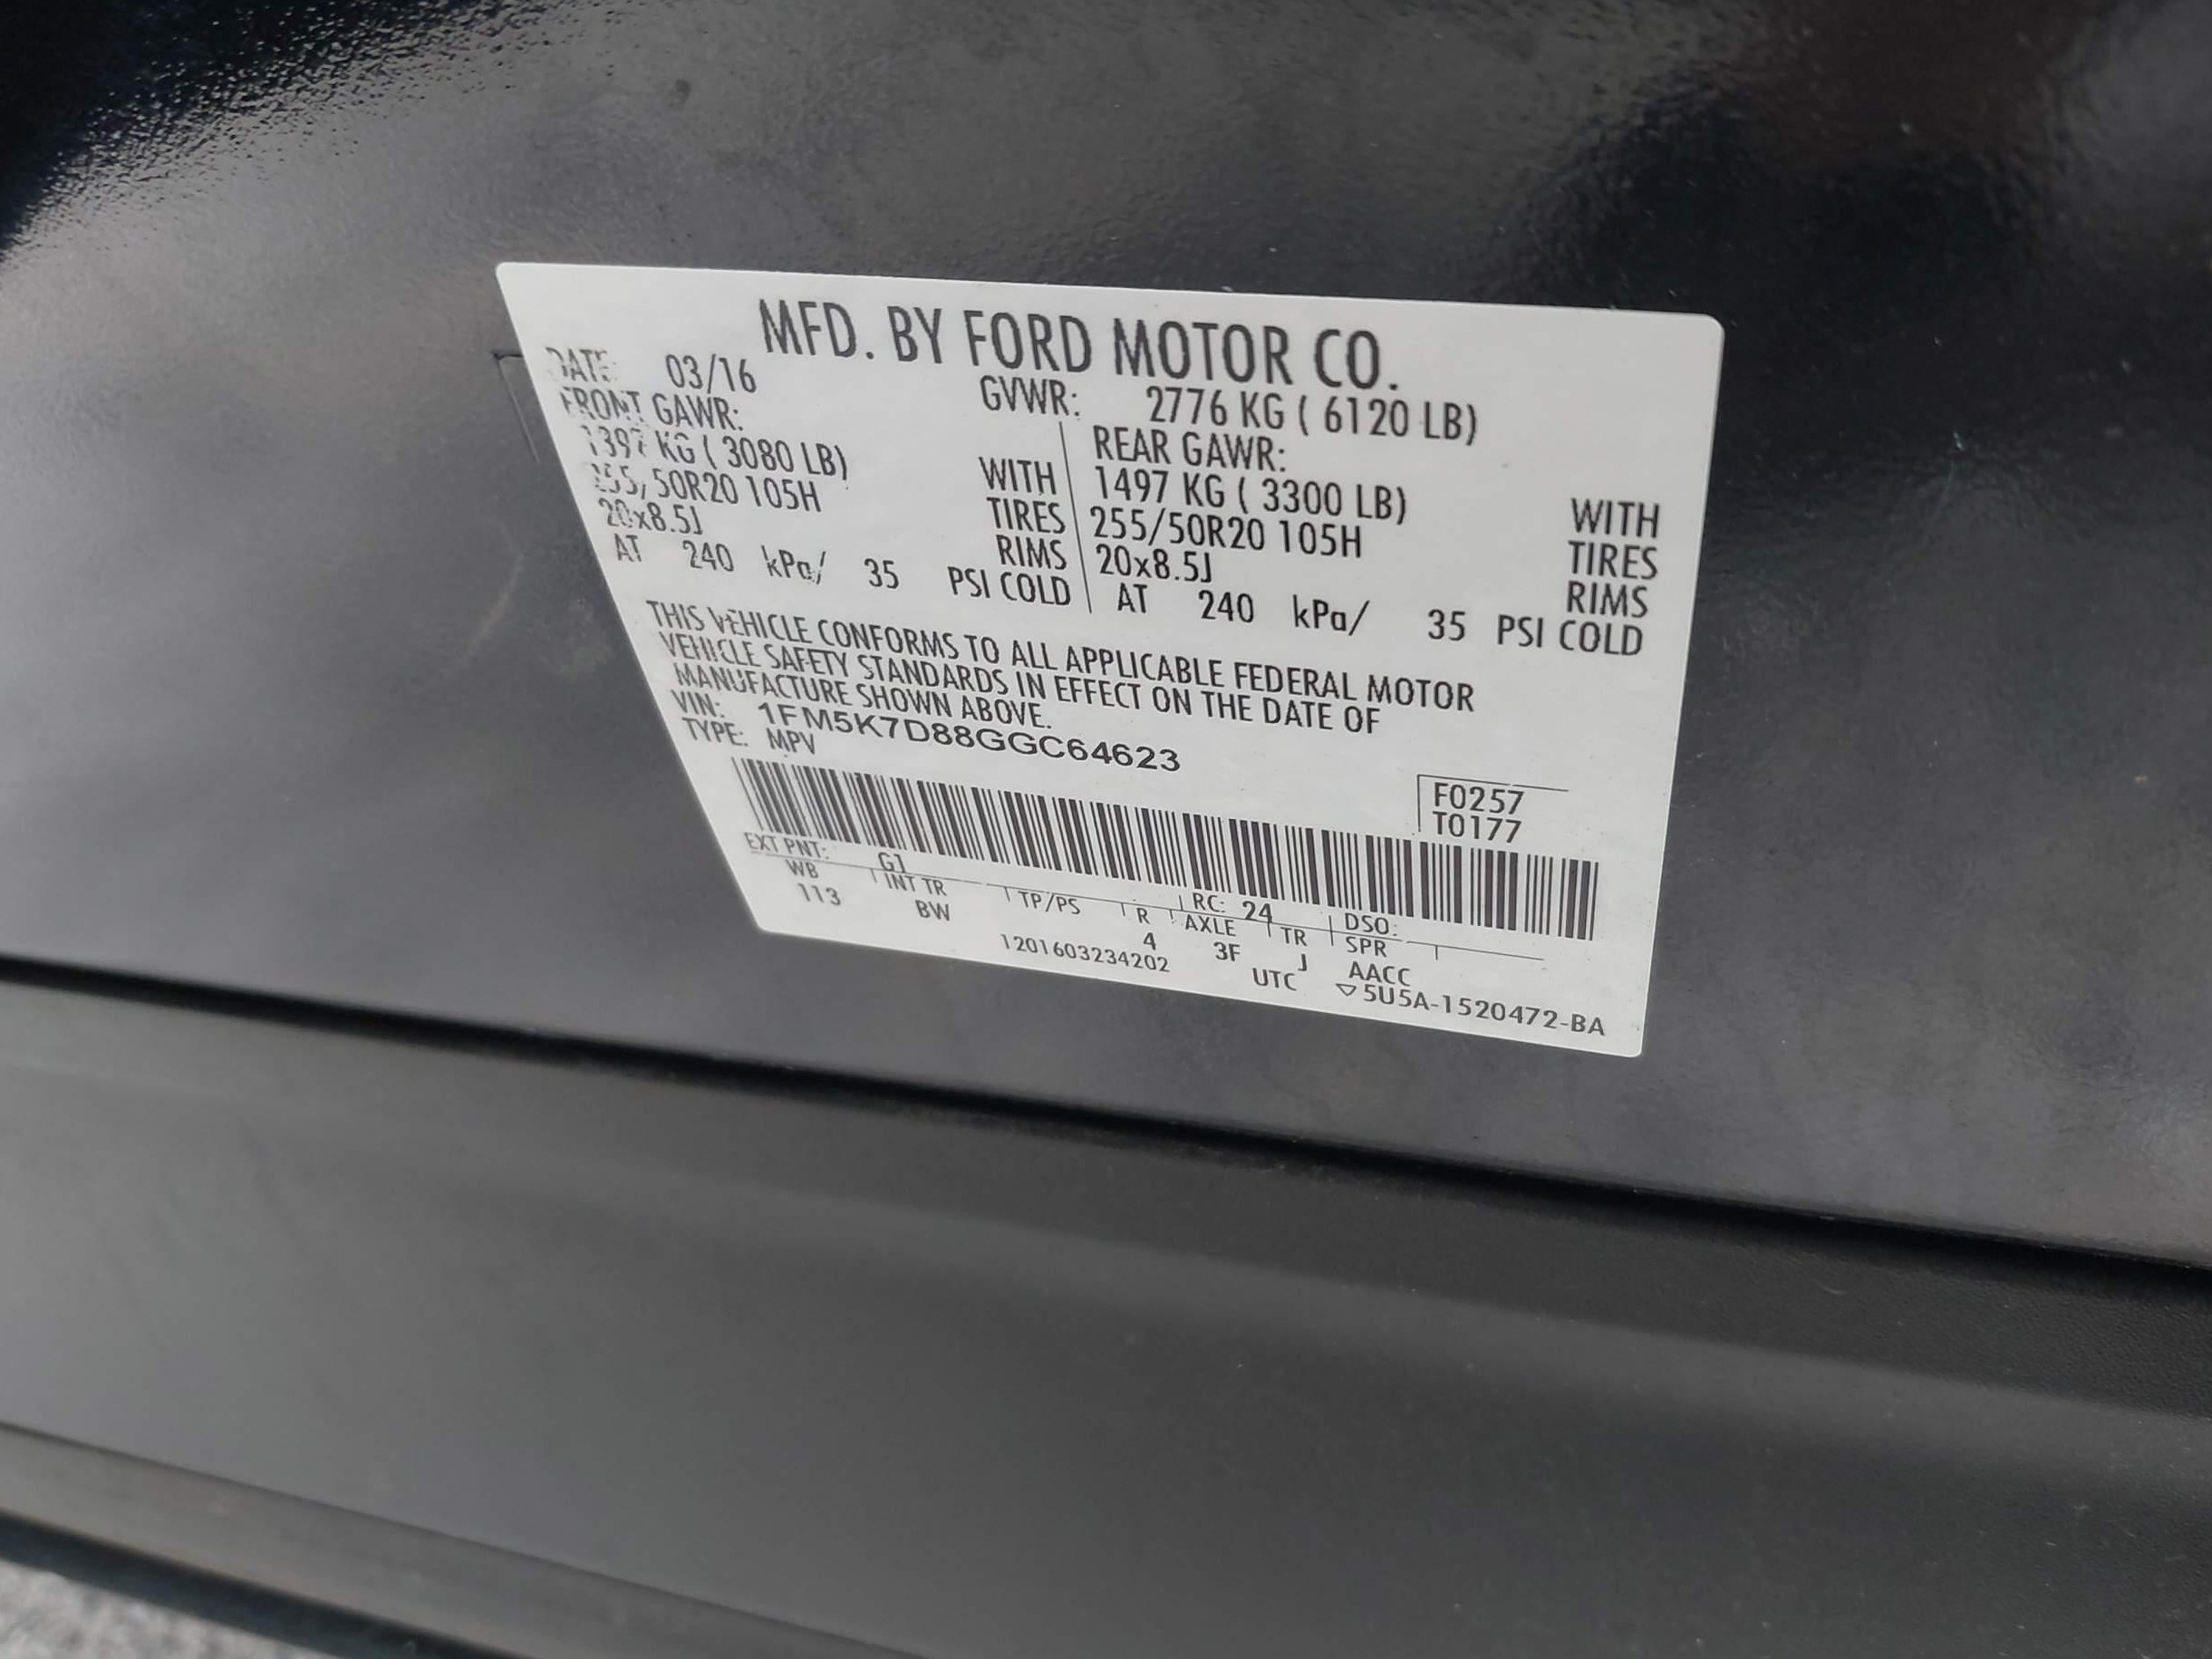 MFD. BY FORD MOTOR CO.
DATE: 03/16 GVWR: 2776 KG ( 6120 LB)
FRONT GAWR: REAR GAWR:
1397 KG ( 3080 LB) WITH 1497 KG ( 3300 LB) WITH
255/50R20 105H TIRES 255/50R20 105H TIRES
20x8.5J RIMS 20x8.5J RIMS
AT 240 kPa/ 35 PSI COLD AT 240 kPa/ 35 PSI COLD
THIS VEHICLE CONFORMS TO ALL APPLICABLE FEDERAL MOTOR
VEHICLE SAFETY STANDARDS IN EFFECT ON THE DATE OF
MANUFACTURE SHOWN ABOVE.
VIN: 1FM5K7D88GGC64623
TYPE: MPV
F0257
T0177
EXT PNT: G1 RC: 24 DSO:
WB INT TR TP/PS R AXLE TR SPR
113 BW 4 3F J AACC
1201603234202 UTC ▽5U5A-1520472-BA